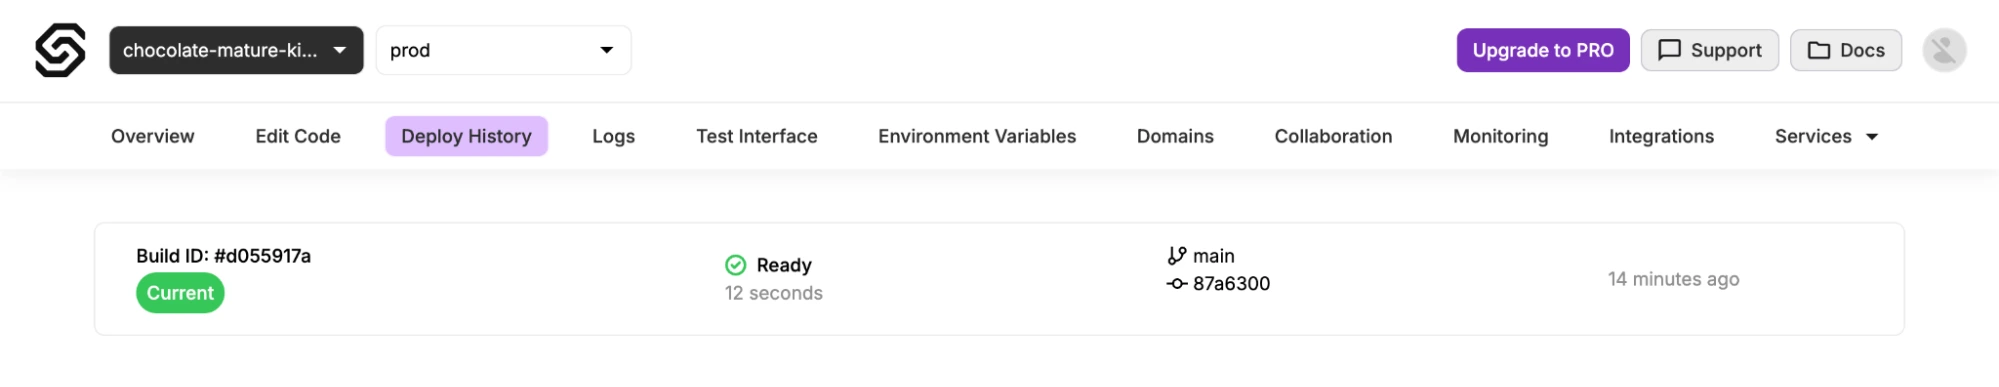 chocolate-mature-ki... prod Upgrade to PRO Support Docs
Overview Edit Code Deploy History Logs Test Interface Environment Variables Domains Collaboration Monitoring Integrations Services
Build ID: #d055917a
Current
Ready
12 seconds
main
87a6300
14 minutes ago